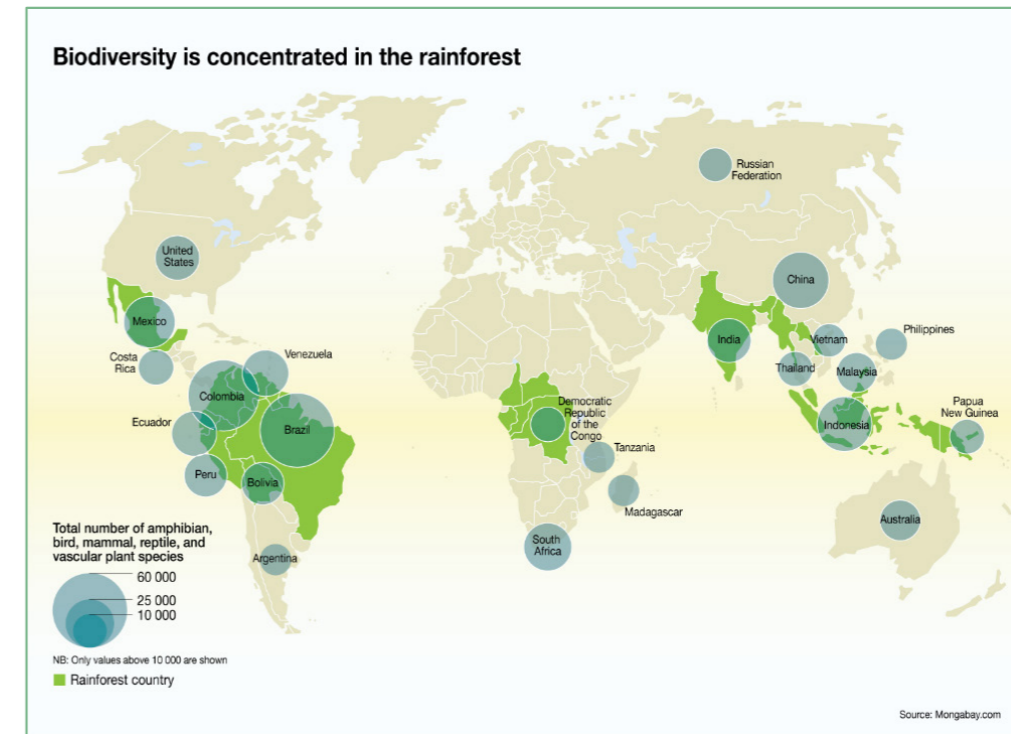 Biodiversity is concentrated in the rainforest
Russian
Federation
United
States
China
Mexico
Costa
Rica
Venezuela
Colombia
Ecuador
Brazil
Peru
Bolivia
Argentina
Democratic
Republic
of the
Congo
Tanzania
Madagascar
South
Africa
India
Vietnam
Philippines
Thailand
Malaysia
Papua
New Guinea
Indonesia
Australia
Total number of amphibian,
bird, mammal, reptile, and
vascular plant species
60 000
25 000
10 000
NB: Only values above 10 000 are shown
Rainforest country
Source: Mongabay.com